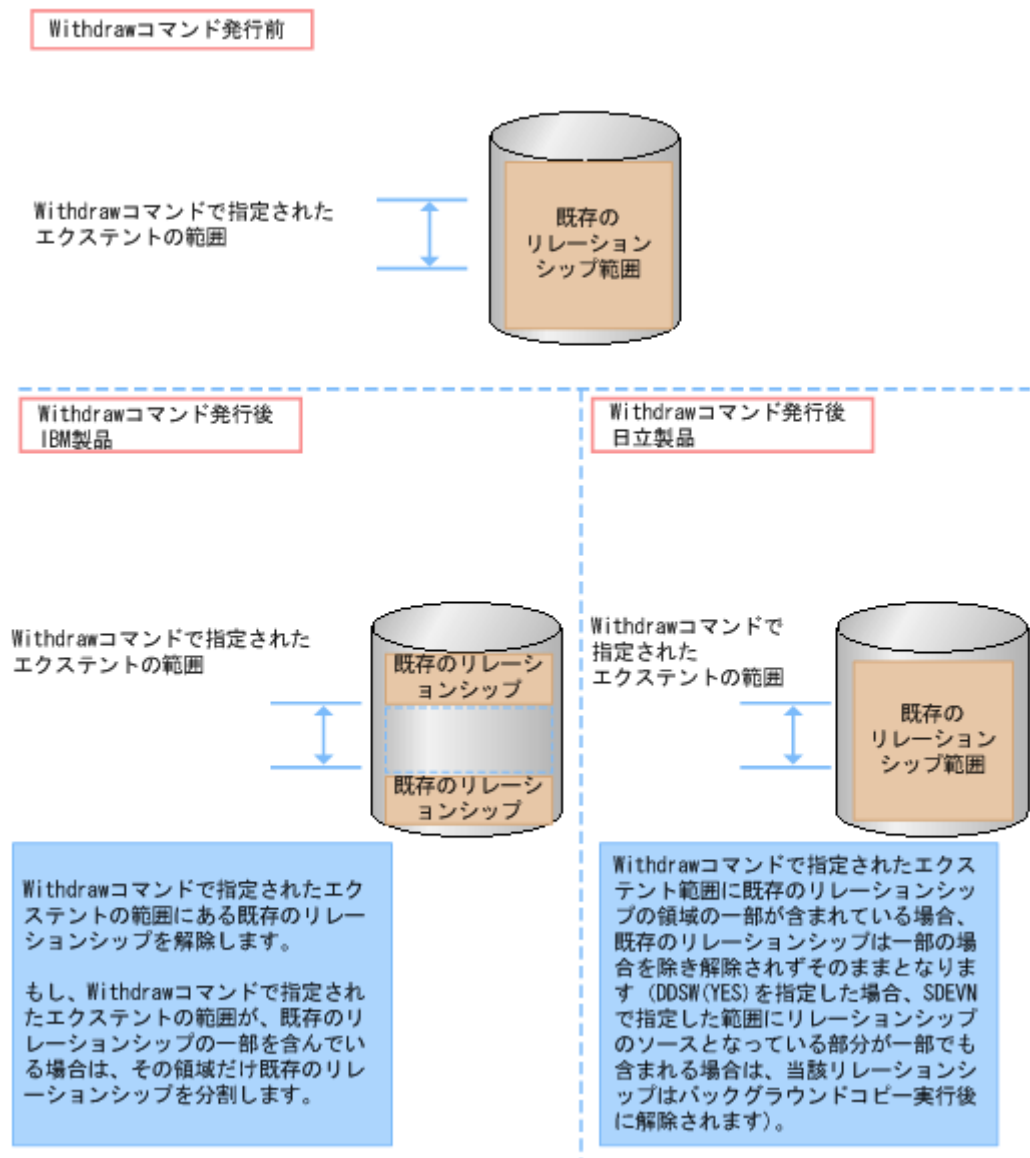 Withdrawコマンド発行前
Withdrawコマンドで指定された
エクステントの範囲
既存の
リレーション
シップ範囲
Withdrawコマンド発行後
IBM製品
Withdrawコマンドで指定された
エクステントの範囲
既存のリレーシ
ョンシップ
既存のリレーシ
ョンシップ
Withdrawコマンドで指定されたエク
ステントの範囲にある既存のリレー
ションシップを解除します。
もし、Withdrawコマンドで指定され
たエクステントの範囲が、既存のリ
レーションシップの一部を含んでい
る場合は、その領域だけ既存のリレ
ーションシップを分割します。
Withdrawコマンド発行後
日立製品
Withdrawコマンドで
指定された
エクステントの範囲
既存の
リレーション
シップ範囲
Withdrawコマンドで指定されたエクス
テント範囲に既存のリレーションシッ
プの領域の一部が含まれている場合、
既存のリレーションシップは一部の場
合を除き解除されずそのままとなりま
す（DDSW(YES)を指定した場合、SDEVN
で指定した範囲にリレーションシップ
のソースとなっている部分が一部でも
含まれる場合は、当該リレーションシ
ップはバックグラウンドコピー実行後
に解除されます）。